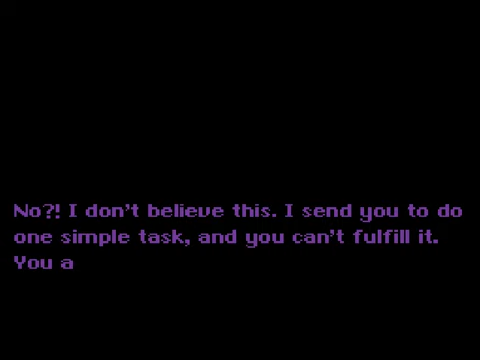 No?! I don't believe this. I send you to do
one simple task, and you can't fulfill it.
You a